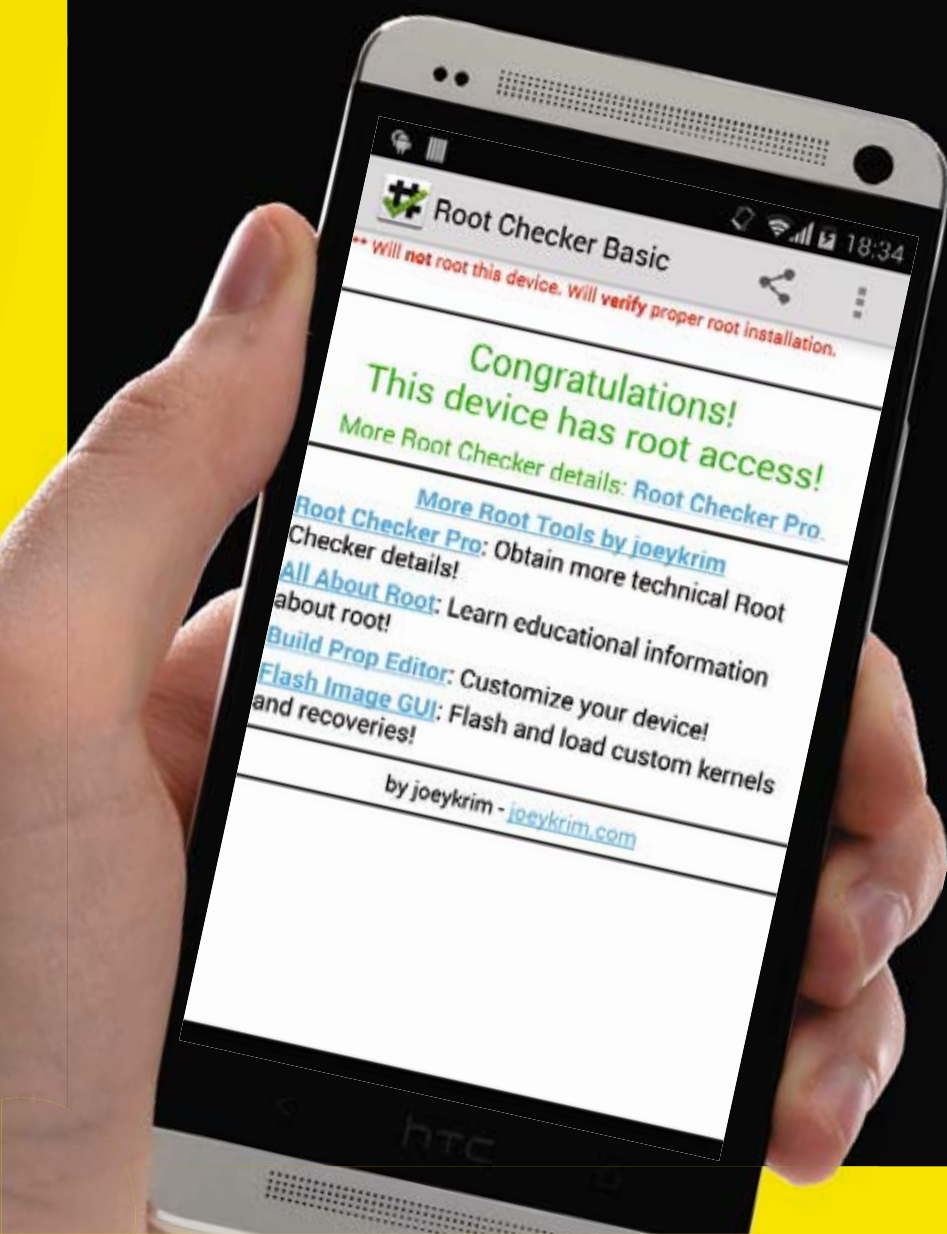 18:34
Root Checker Basic
** Will not root this device. Will verify proper root installation.
Congratulations!
This device has root access!
More Root Checker details: Root Checker Pro
More Root Tools by joeykrim
Root Checker Pro: Obtain more technical Root
Checker details!
All About Root: Learn educational information
about root!
Build Prop Editor: Customize your device!
Flash Image GUI: Flash and load custom kernels
and recoveries!
by joeykrim - joeykrim.com
hTC